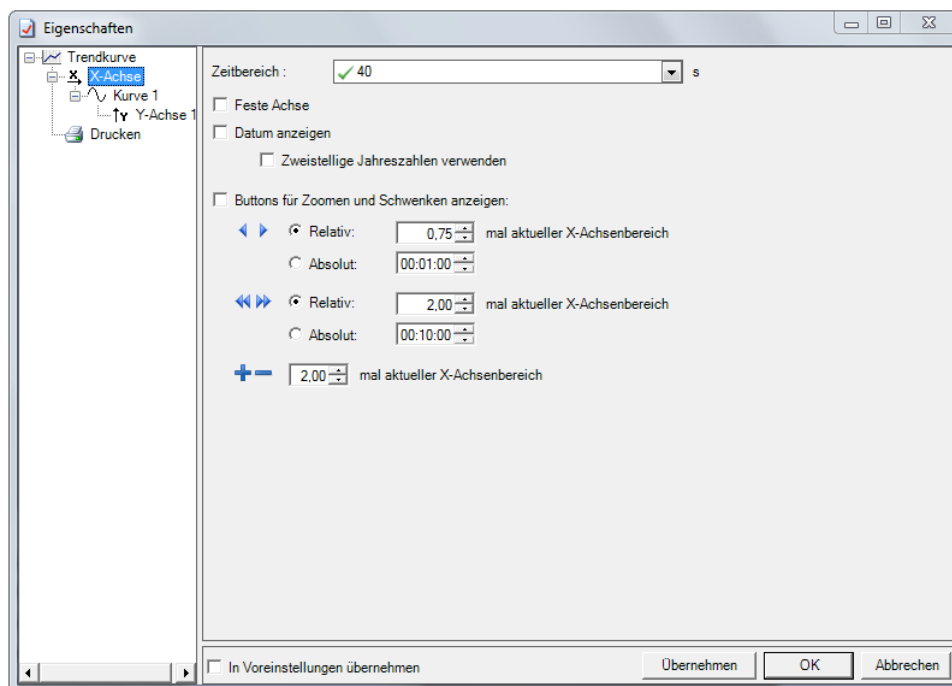 Eigenschaften
Trendkurve
X-Achse
Kurve 1
Y-Achse 1
Drucken
Zeitbereich : 40 s
Feste Achse
Datum anzeigen
Zweistellige Jahreszahlen verwenden
Buttons für Zoomen und Schwenken anzeigen:
Relativ: 0,75 mal aktueller X-Achsenbereich
Absolut: 00:01:00
Relativ: 2,00 mal aktueller X-Achsenbereich
Absolut: 00:10:00
2,00 mal aktueller X-Achsenbereich
In Voreinstellungen übernehmen Übernehmen OK Abbrechen